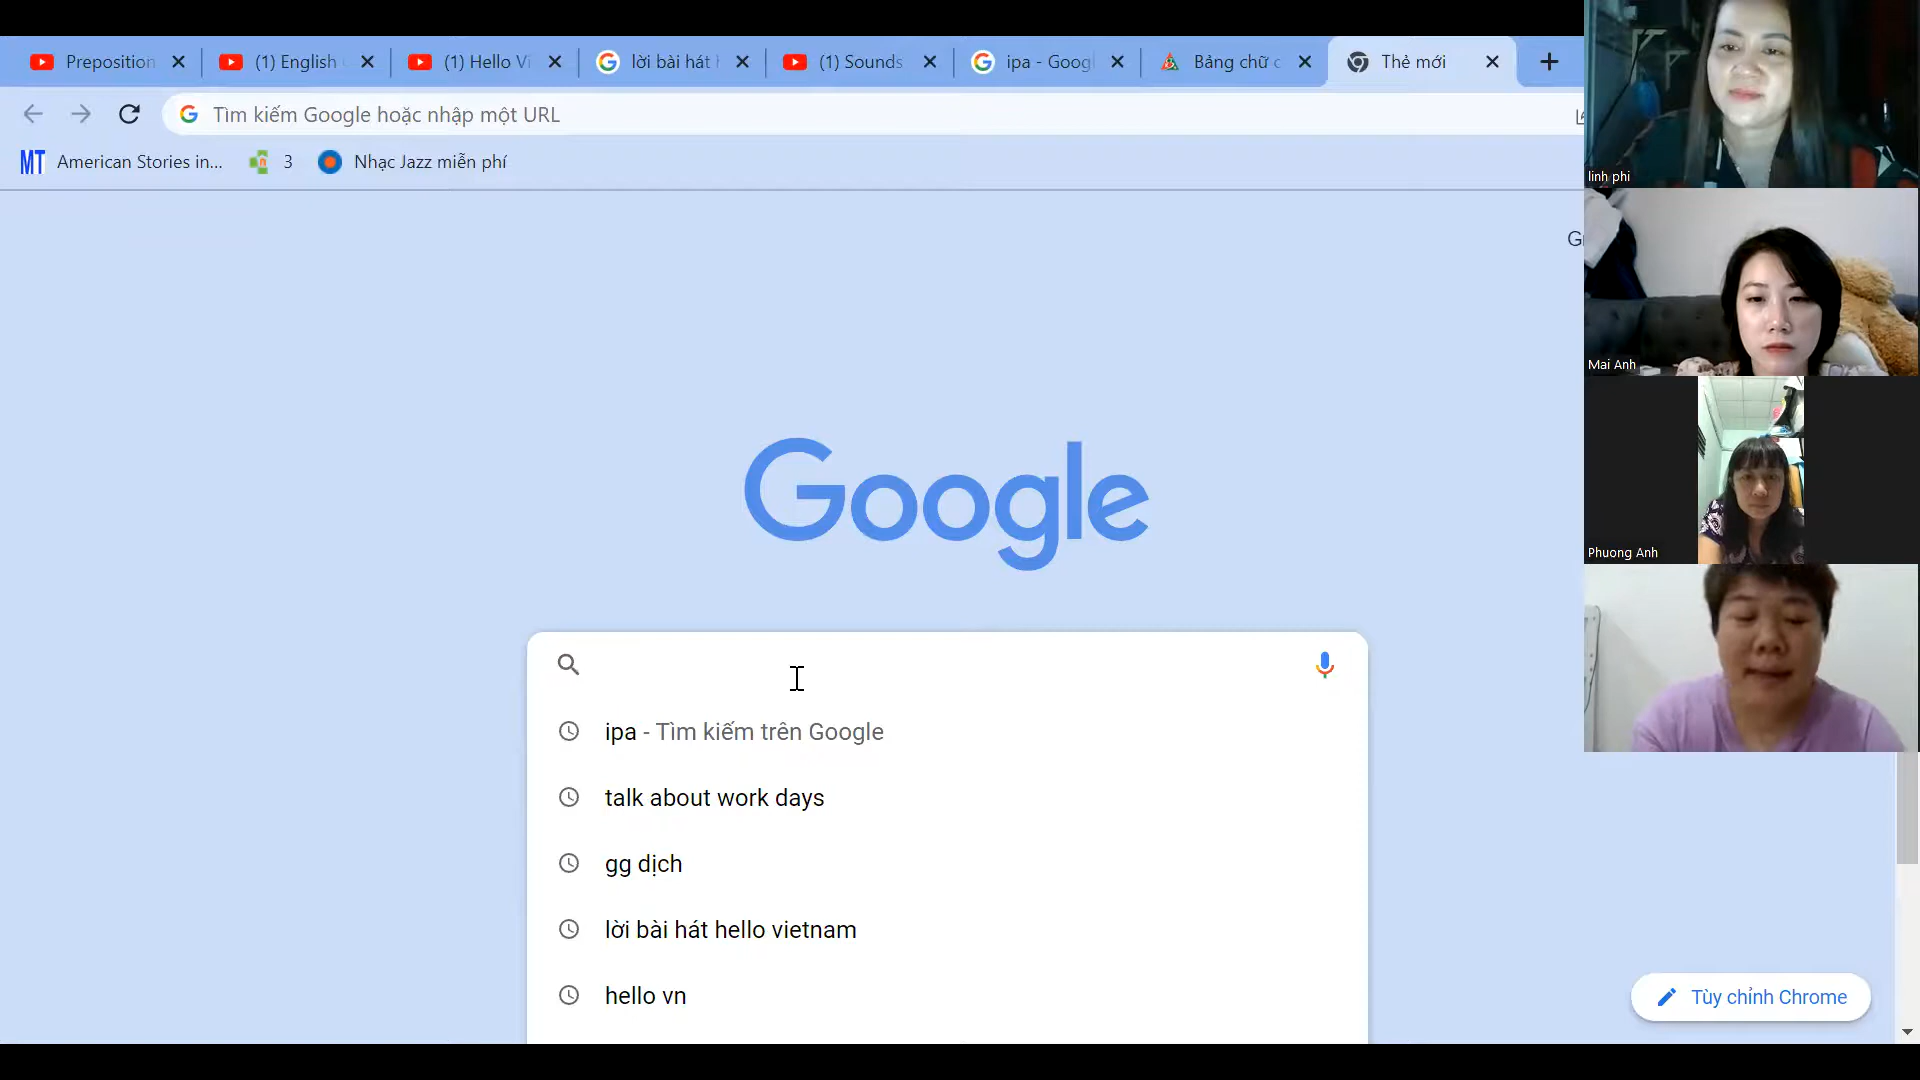 Preposition
(1) English
(1) Hello Vi
lời bài hát
(1) Sounds
ipa - Googl
Bảng chữ c
Thẻ mới
Tìm kiếm Google hoặc nhập một URL
MT American Stories in...
3
Nhạc Jazz miễn phí
linh phi
Mai Anh
Phuong Anh
Google
ipa - Tìm kiếm trên Google
talk about work days
gg dịch
lời bài hát hello vietnam
hello vn
Tùy chỉnh Chrome